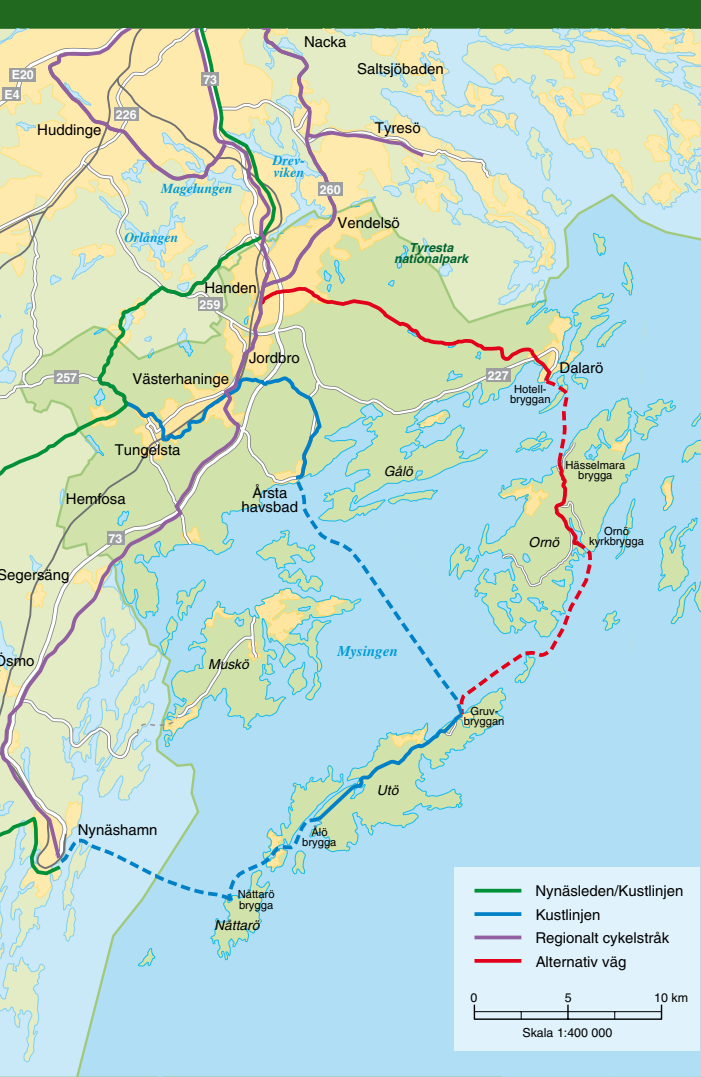 Nacka
Saltsjöbaden
E20
73
E4
226
Huddinge
Tyresö
Drev-
viken
Magelungen
260
Vendelsö
Orlången
Tyresta
nationalpark
Handen
259
Jordbro
Dalarö
257
Västerhaninge
227
Hotell-
bryggan
Tungelsta
Gålö
Hässelmara
brygga
Årsta
havsbad
Hemfosa
Ornö
kyrkbrygga
Ornö
73
Segersäng
Mysingen
Ösmo
Muskö
Gruv-
bryggan
Utö
Nynäshamn
Ålö
brygga
Nåttarö
brygga
Nåttarö
Nynäsleden/Kustlinjen
Kustlinjen
Regionalt cykelstråk
Alternativ väg
0 5 10 km
Skala 1:400 000